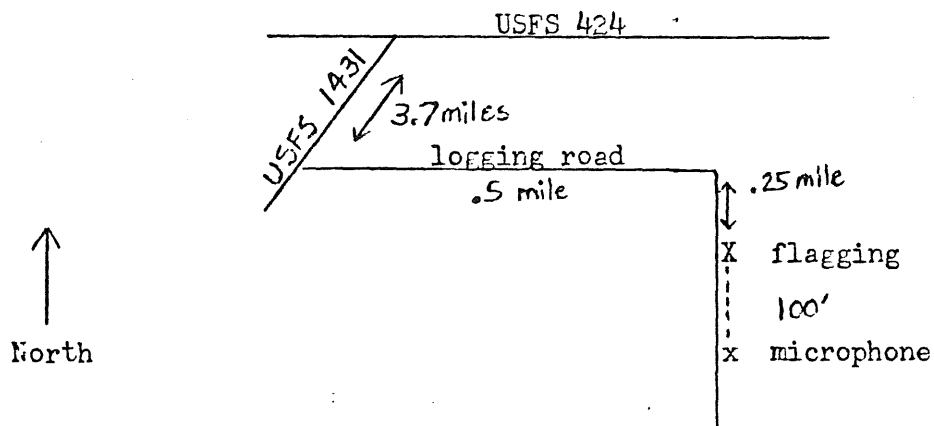 USFS 424
USFS 1431
3.7 miles
logging road
.5 mile
.25 mile
X flagging
100'
x microphone
North